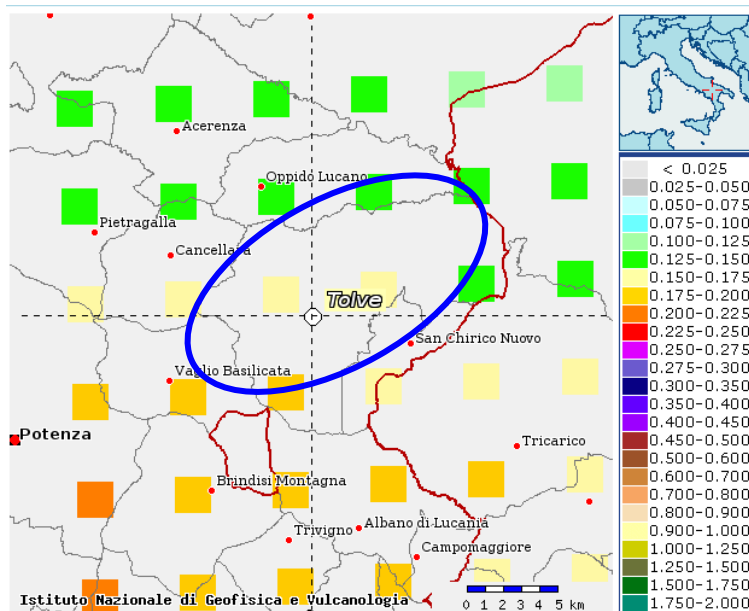 Acerenza
Oppido Lucano
Pietragalla
Cancellara
Tolve
San Chirico Nuovo
Vaglio Basilicata
Potenza
Tricarico
Brindisi Montagna
Albano di Lucania
Trivigno
Campomaggiore
Istituto Nazionale di Geofisica e Vulcanologia
0 1 2 3 4 5 km
< 0.025
0.025-0.050
0.050-0.075
0.075-0.100
0.100-0.125
0.125-0.150
0.150-0.175
0.175-0.200
0.200-0.225
0.225-0.250
0.250-0.275
0.275-0.300
0.300-0.350
0.350-0.400
0.400-0.450
0.450-0.500
0.500-0.600
0.600-0.700
0.700-0.800
0.800-0.900
0.900-1.000
1.000-1.250
1.250-1.500
1.500-1.750
1.750-2.000